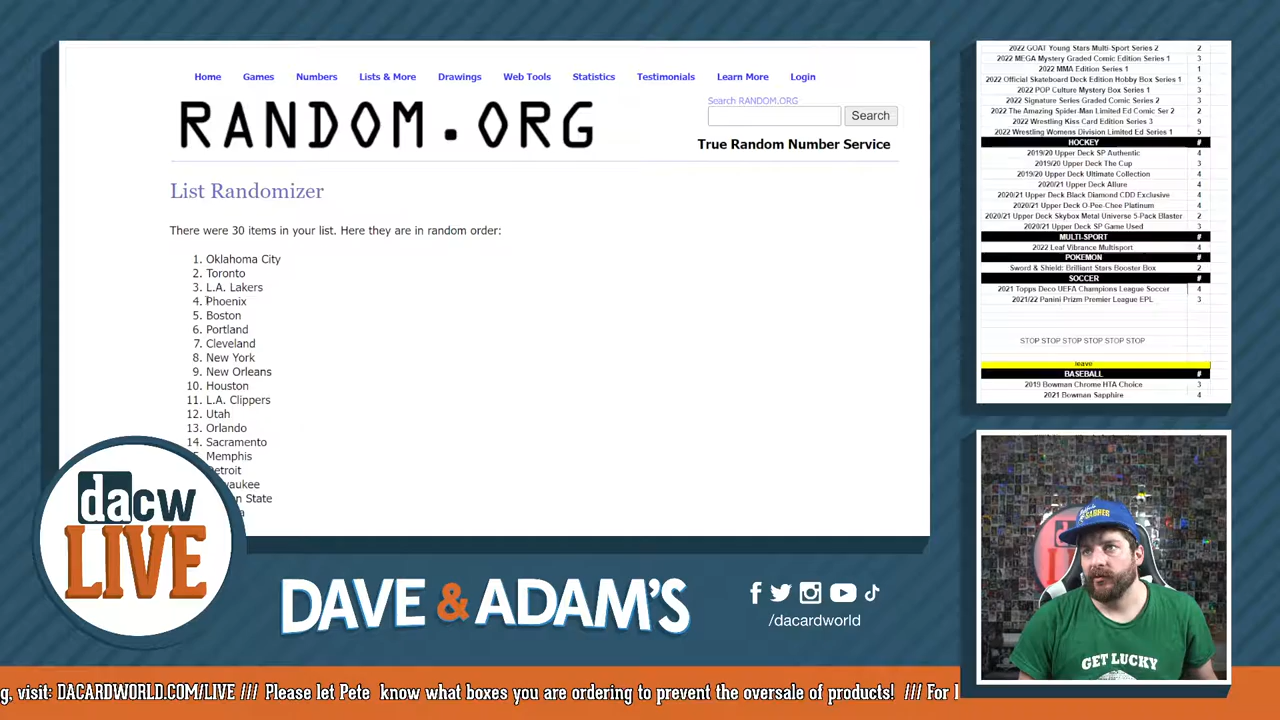 Home Games Numbers Lists & More Drawings Web Tools Statistics Testimonials Learn More Login
RANDOM.ORG
Search RANDOM.ORG
Search
True Random Number Service
List Randomizer
There were 30 items in your list. Here they are in random order:
1. Oklahoma City
2. Toronto
3. L.A. Lakers
4. Phoenix
5. Boston
6. Portland
7. Cleveland
8. New York
9. New Orleans
10. Houston
11. L.A. Clippers
12. Utah
13. Orlando
14. Sacramento
5. Memphis
etroit
waukee
n State
2022 GOAT Young Stars Multi-Sport Series 2 2
2022 MEGA Mystery Graded Comic Edition Series 1 3
2022 MMA Edition Series 1 1
2022 Official Skateboard Deck Edition Hobby Box Series 1 5
2022 POP Culture Mystery Box Series 1 3
2022 Signature Series Graded Comic Series 2 3
2022 The Amazing Spider-Man Limited Ed Comic Ser 2 2
2022 Wrestling Kiss Card Edition Series 3 9
2022 Wrestling Womens Division Limited Ed Series 1 5
HOCKEY #
2019/20 Upper Deck SP Authentic 4
2019/20 Upper Deck The Cup 3
2019/20 Upper Deck Ultimate Collection 4
2020/21 Upper Deck Allure 4
2020/21 Upper Deck Black Diamond CDD Exclusive 4
2020/21 Upper Deck O-Pee-Chee Platinum 4
2020/21 Upper Deck Skybox Metal Universe 5-Pack Blaster 2
2020/21 Upper Deck SP Game Used 3
MULTI-SPORT #
2022 Leaf Vibrance Multisport 4
POKEMON #
Sword & Shield: Brilliant Stars Booster Box 2
SOCCER #
2021 Topps Deco UEFA Champions League Soccer 4
2021/22 Panini Prizm Premier League EPL 3
STOP STOP STOP STOP STOP STOP
leave
BASEBALL #
2019 Bowman Chrome HTA Choice 3
2021 Bowman Sapphire 4
dacw
LIVE
DAVE & ADAM'S
/dacardworld
GET LUCKY
g, visit: DACARDWORLD.COM/LIVE /// Please let Pete know what boxes you are ordering to prevent the oversale of products! /// For